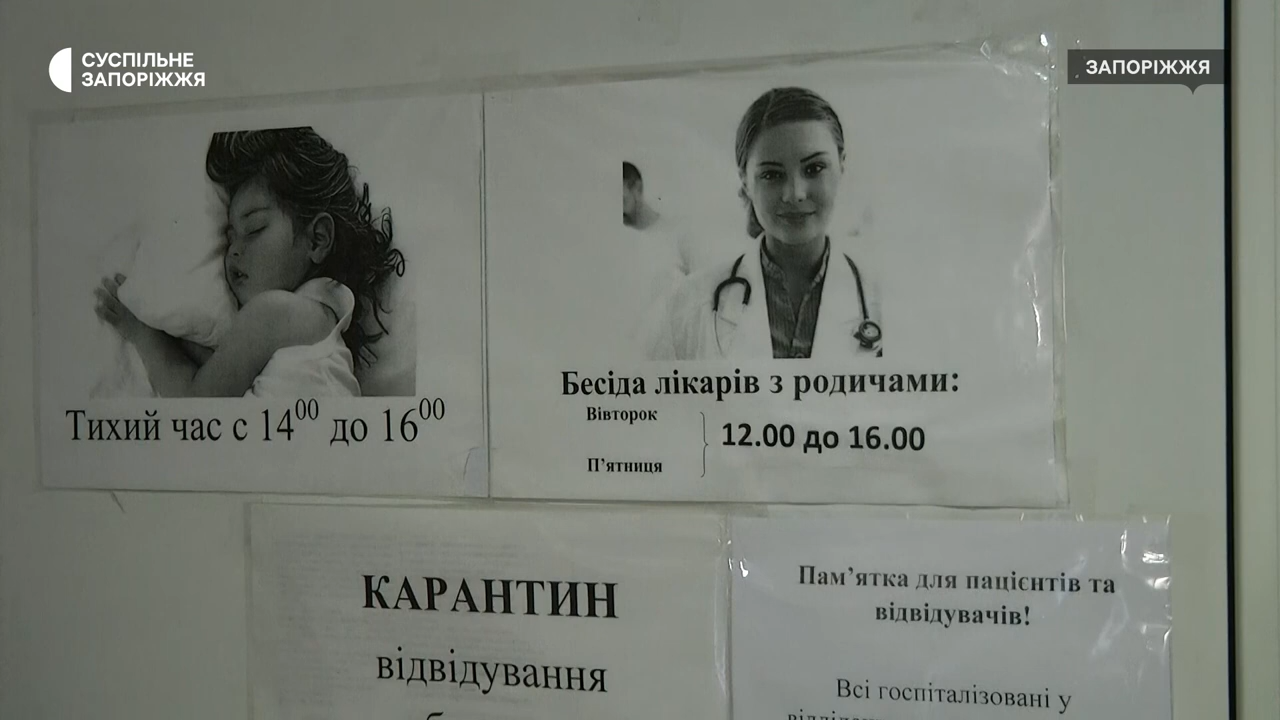 СУСПІЛЬНЕ
ЗАПОРІЖЖЯ
ЗАПОРІЖЖЯ
Тихий час с 14⁰⁰ до 16⁰⁰
Бесіда лікарів з родичами:
Вівторок
12.00 до 16.00
П'ятниця
КАРАНТИН
відвідування
Пам'ятка для пацієнтів та
відвідувачів!
Всі госпіталізовані у